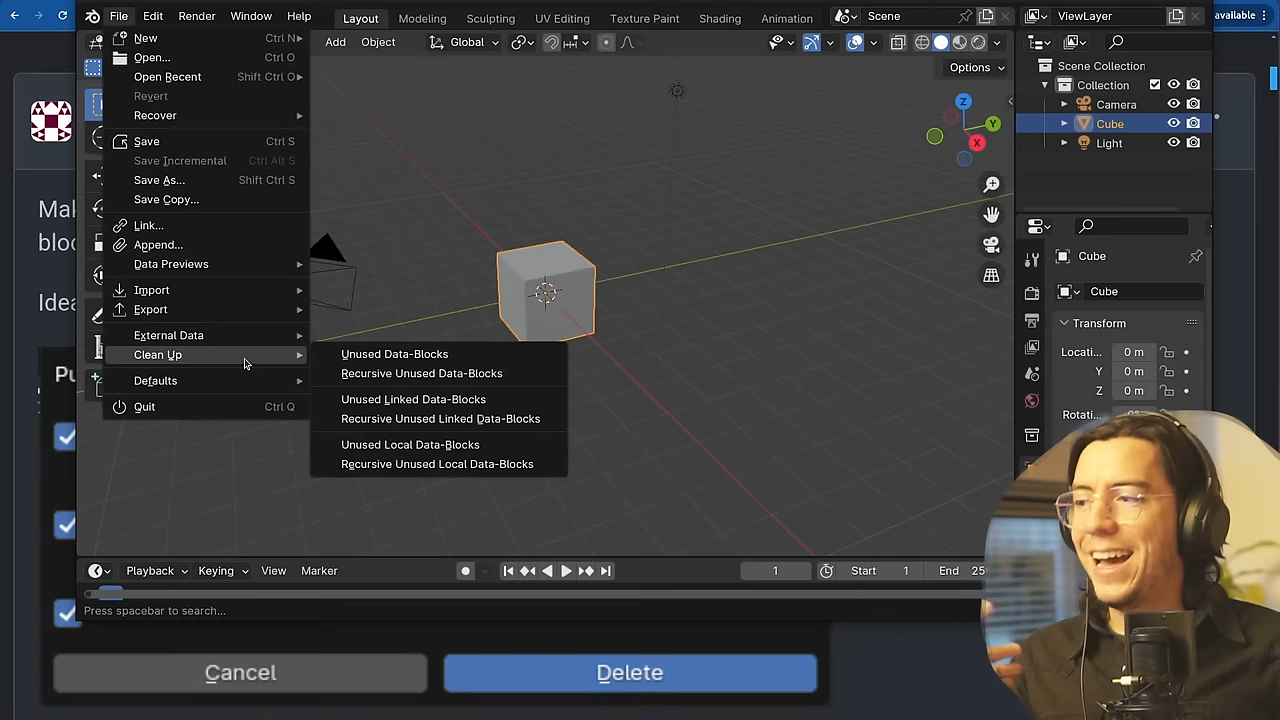 File Edit Render Window Help
Layout Modeling Sculpting UV Editing Texture Paint Shading Animation
Scene
ViewLayer
available
New Ctrl N
Open... Ctrl O
Open Recent Shift Ctrl O
Revert
Recover
Save Ctrl S
Save Incremental Ctrl Alt S
Save As... Shift Ctrl S
Save Copy...
Link...
Append...
Data Previews
Import
Export
External Data
Clean Up
Defaults
Quit Ctrl Q
Unused Data-Blocks
Recursive Unused Data-Blocks
Unused Linked Data-Blocks
Recursive Unused Linked Data-Blocks
Unused Local Data-Blocks
Recursive Unused Local Data-Blocks
Add Object
Global
Options
Z
Y
X
Scene Collection
Collection
Camera
Cube
Light
Cube
Cube
Transform
Locati... 0 m
Y 0 m
Z 0 m
Rotati...
Mak
bloc
Idea
Pu
Playback Keying View Marker
1
Start 1
End 25
Press spacebar to search...
Cancel
Delete